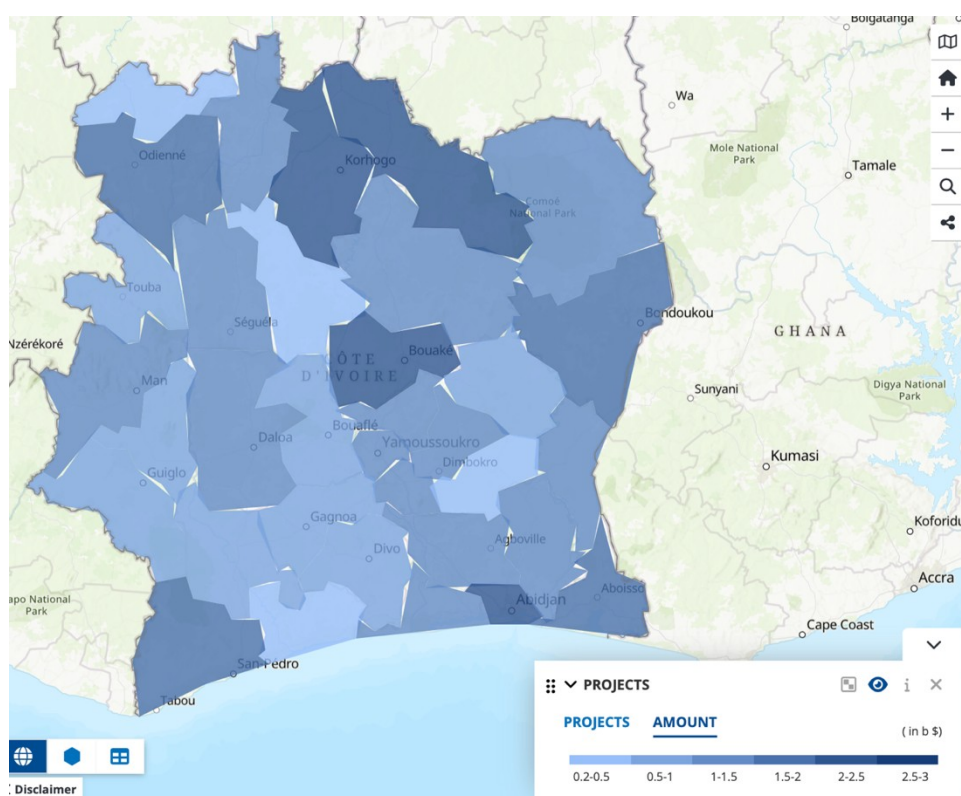 Bolgatanga
Wa
Mole National
Park
Tamale
Odienné
Korhogo
Comoé
National Park
Touba
Séguéla
Bondoukou
GHANA
Nzérékoré
Bouaké
CÔTE
D'IVOIRE
Man
Sunyani
Digya National
Park
Daloa
Bouaflé
Yamoussoukro
Dimbokro
Kumasi
Guiglo
Gagnoa
Koforidu
Divo
Agboville
Accra
apo National
Park
Abidjan
Aboisso
Cape Coast
San-Pédro
Tabou
PROJECTS
PROJECTS AMOUNT
( in b $)
0.2-0.5 0.5-1 1-1.5 1.5-2 2-2.5 2.5-3
Disclaimer